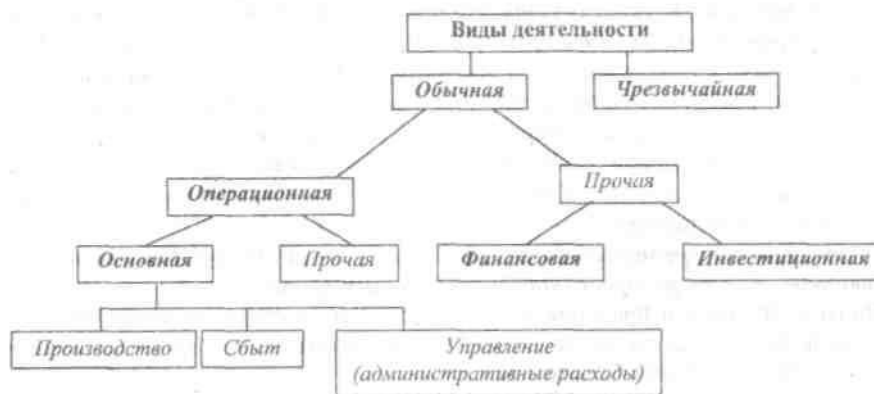 Виды деятельности
Обычная
Чрезвычайная
Операционная
Прочая
Основная
Прочая
Финансовая
Инвестиционная
Производство
Сбыт
Управление
(административные расходы)